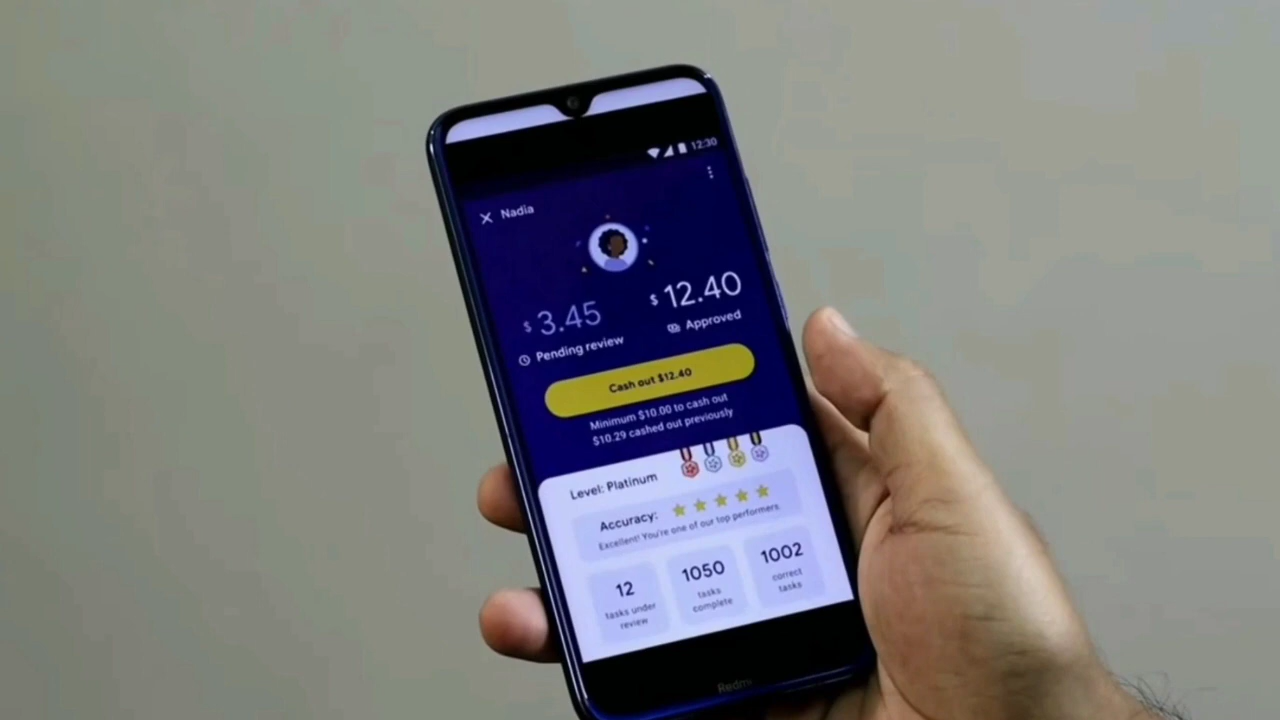 12:30
Nadia
$ 3.45
Pending review
$ 12.40
Approved
Cash out $12.40
Minimum $10.00 to cash out
$10.29 cashed out previously
Level: Platinum
Accuracy:
Excellent! You're one of our top performers.
12
tasks under
review
1050
tasks
complete
1002
correct
tasks
Redmi